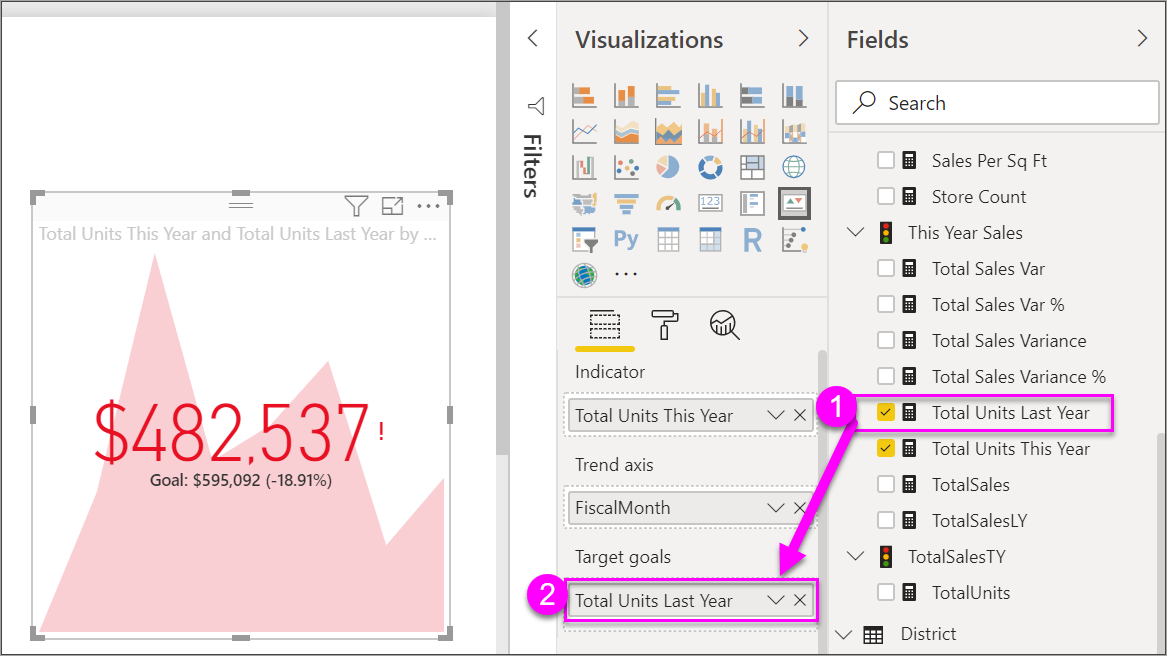 Total Units This Year and Total Units Last Year by ...
$482,537 !
Goal: $595,092 (-18.91%)
Filters
Visualizations
123
Py
R
Indicator
Total Units This Year
Trend axis
FiscalMonth
Target goals
2
Total Units Last Year
Fields
Search
Sales Per Sq Ft
Store Count
This Year Sales
Total Sales Var
Total Sales Var %
Total Sales Variance
Total Sales Variance %
1
Total Units Last Year
Total Units This Year
TotalSales
TotalSalesLY
TotalSalesTY
TotalUnits
District